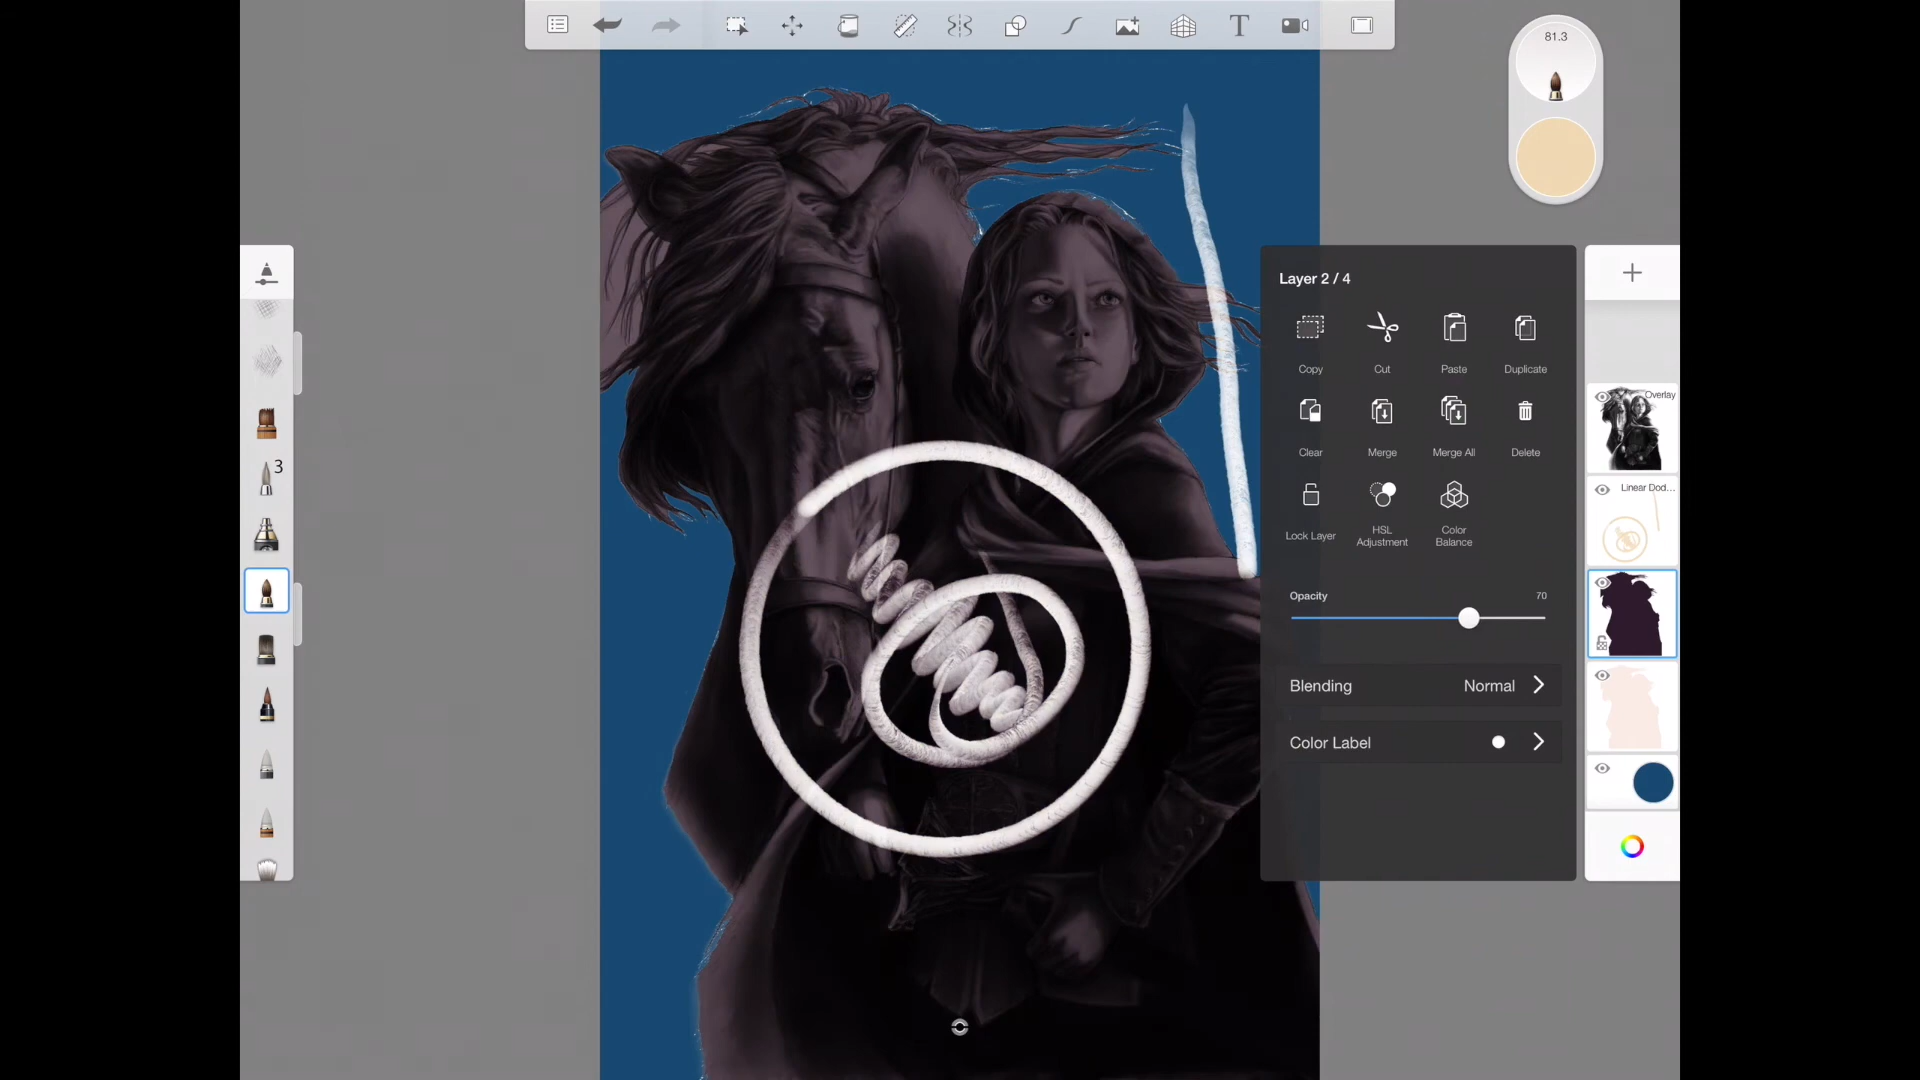 T
81.3
3
Layer 2 / 4
Copy
Cut
Paste
Duplicate
Clear
Merge
Merge All
Delete
Lock Layer
HSL
Adjustment
Color
Balance
Opacity
70
Blending
Normal
Color Label
Overlay
Linear Dod...